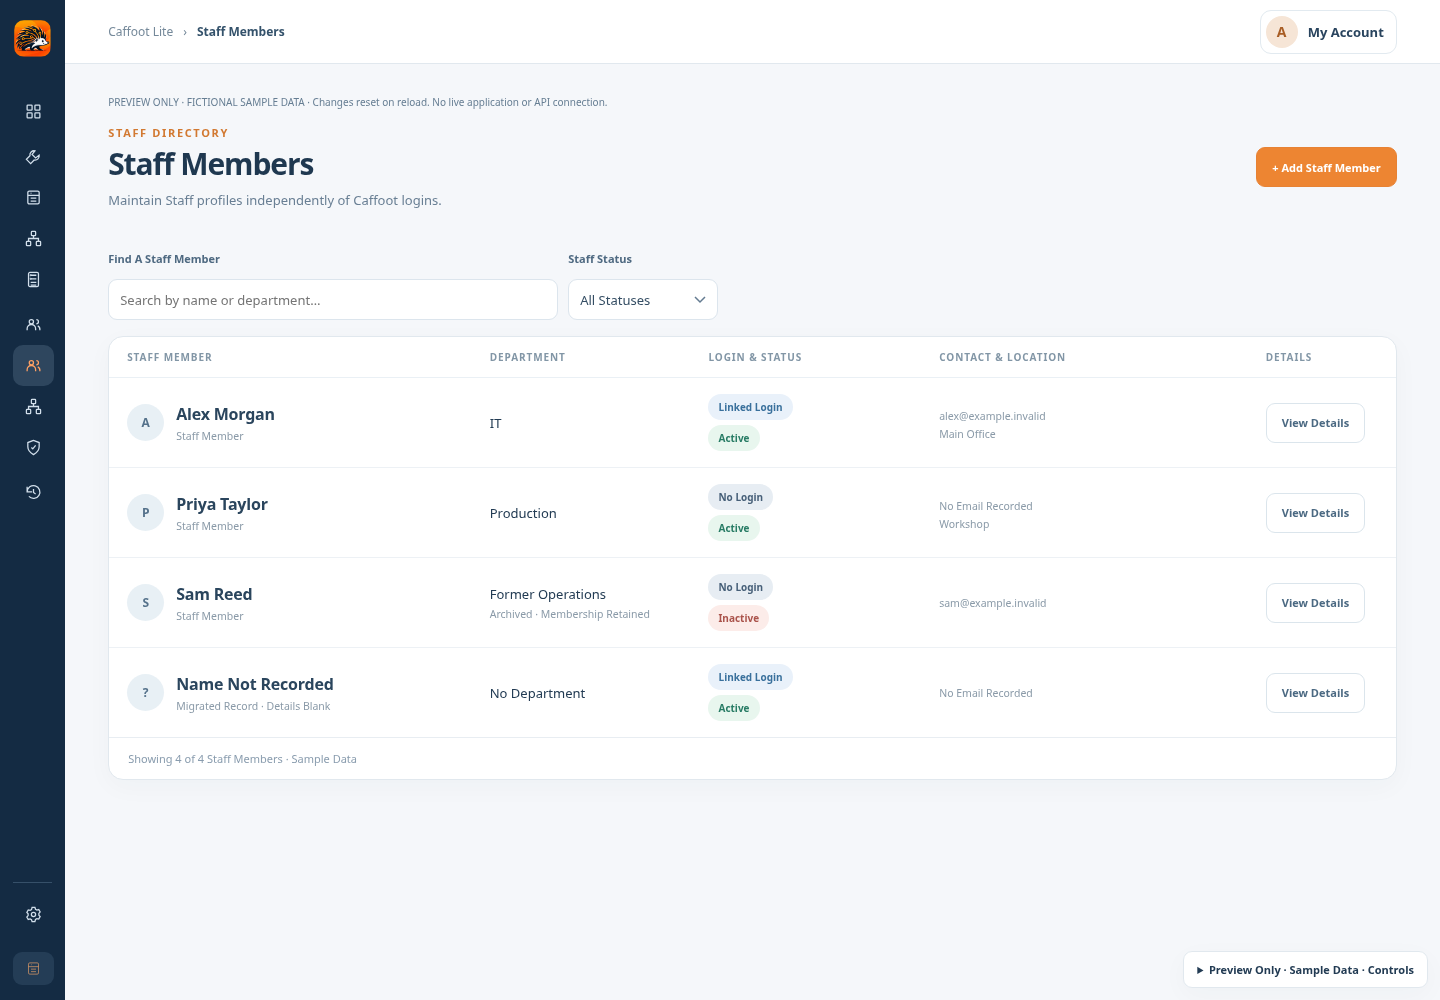 Caffoot Lite › Staff Members
A My Account
PREVIEW ONLY · FICTIONAL SAMPLE DATA · Changes reset on reload. No live application or API connection.
STAFF DIRECTORY
Staff Members
+ Add Staff Member
Maintain Staff profiles independently of Caffoot logins.
Find A Staff Member
Staff Status
Search by name or department...
All Statuses
STAFF MEMBER DEPARTMENT LOGIN & STATUS CONTACT & LOCATION DETAILS
A
Alex Morgan
Staff Member
IT
Linked Login
Active
alex@example.invalid
Main Office
View Details
P
Priya Taylor
Staff Member
Production
No Login
Active
No Email Recorded
Workshop
View Details
S
Sam Reed
Staff Member
Former Operations
Archived · Membership Retained
No Login
Inactive
sam@example.invalid
View Details
?
Name Not Recorded
Migrated Record · Details Blank
No Department
Linked Login
Active
No Email Recorded
View Details
Showing 4 of 4 Staff Members · Sample Data
▶ Preview Only · Sample Data · Controls